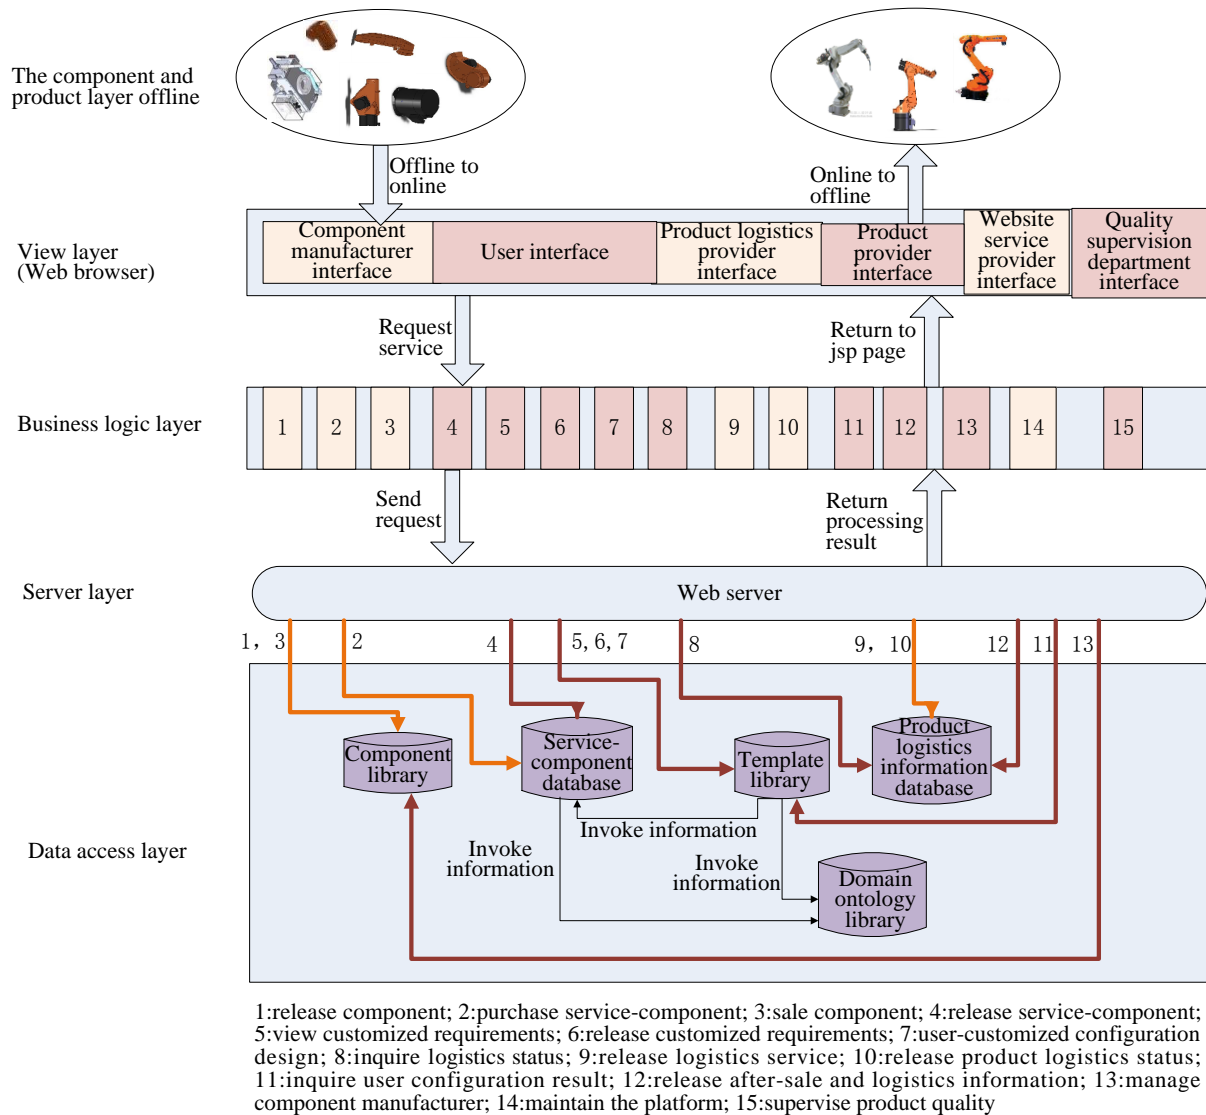 The component and
product layer offline
Offline to
online
Online to
offline
View layer
(Web browser)
Component
manufacturer
interface
User interface
Product logistics
provider
interface
Product
provider
interface
Website
service
provider
interface
Quality
supervision
department
interface
Request
service
Return to
jsp page
Business logic layer
1
2
3
4
5
6
7
8
9
10
11
12
13
14
15
Send
request
Return
processing
result
Server layer
Web server
1, 3
2
4
5,6,7
8
9, 10
12
11
13
Component
library
Service-
component
database
Template
library
Product
logistics
information
database
Invoke information
Invoke
information
Invoke
information
Data access layer
Domain
ontology
library
1:release component; 2:purchase service-component; 3:sale component; 4:release service-component;
5:view customized requirements; 6:release customized requirements; 7:user-customized configuration
design; 8:inquire logistics status; 9:release logistics service; 10:release product logistics status;
11:inquire user configuration result; 12:release after-sale and logistics information; 13:manage
component manufacturer; 14:maintain the platform; 15:supervise product quality